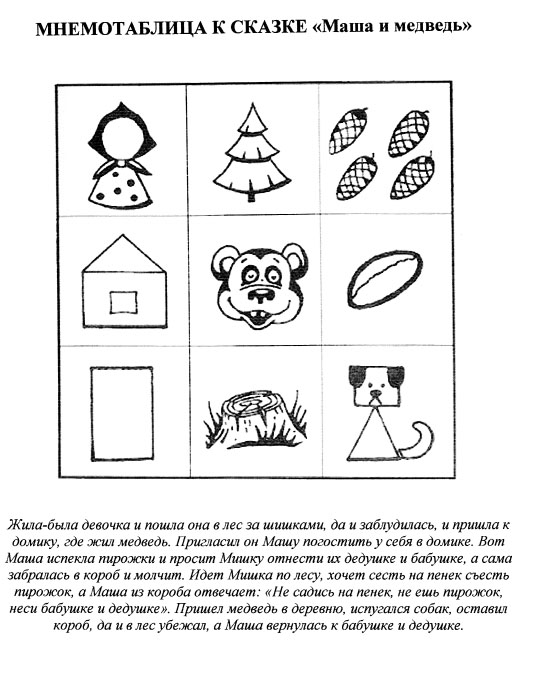 МНЕМОТАБЛИЦА К СКАЗКЕ «Маша и медведь»
Жила-была девочка и пошла она в лес за шишками, да и заблудилась, и пришла к
домику, где жил медведь. Пригласил он Машу погостить у себя в домике. Вот
Маша испекла пирожки и просит Мишку отнести их дедушке и бабушке, а сама
забралась в короб и молчит. Идет Мишка по лесу, хочет сесть на пенек съесть
пирожок, а Маша из короба отвечает: «Не садись на пенек, не ешь пирожок,
неси бабушке и дедушке». Пришел медведь в деревню, испугался собак, оставил
короб, да и в лес убежал, а Маша вернулась к бабушке и дедушке.